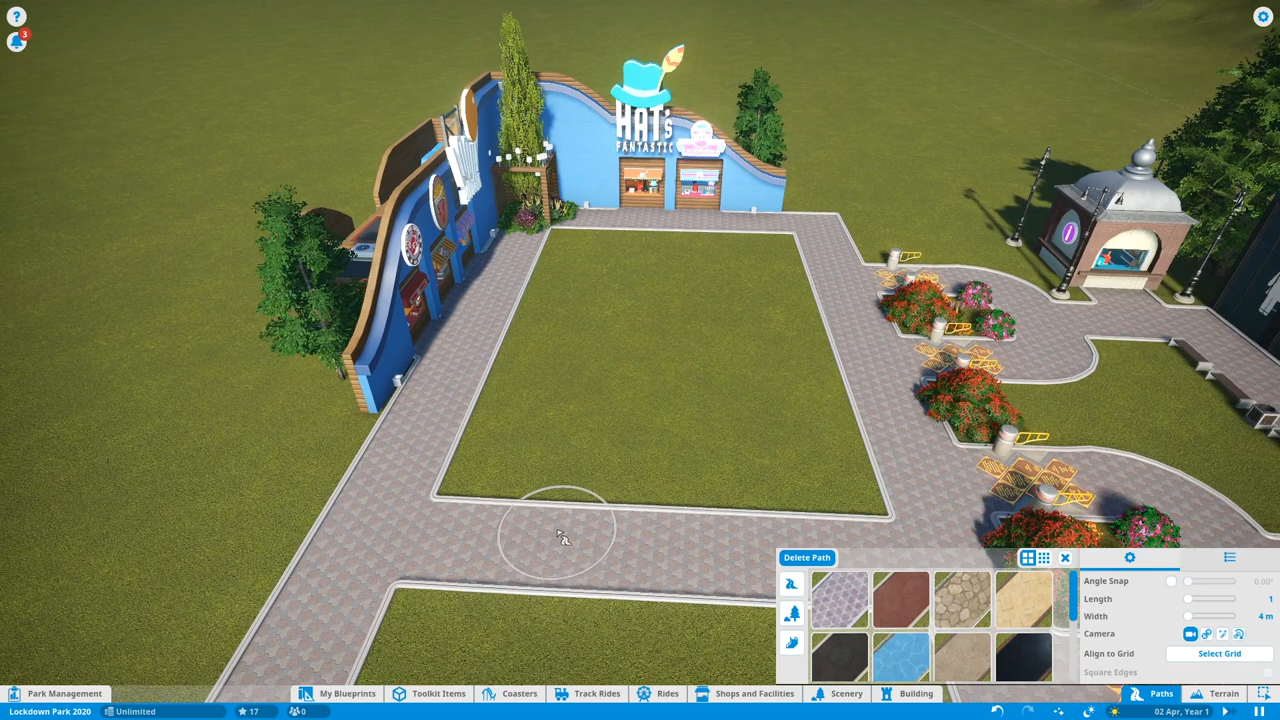 ?
3
HAT's
FANTASTIC
i
Delete Path
Angle Snap 0.00°
Length 1
Width 4 m
Camera
Align to Grid Select Grid
Square Edges
Park Management
My Blueprints
Toolkit Items
Coasters
Track Rides
Rides
Shops and Facilities
Scenery
Building
Paths
Terrain
Lockdown Park 2020
Unlimited
17
0
02 Apr, Year 1